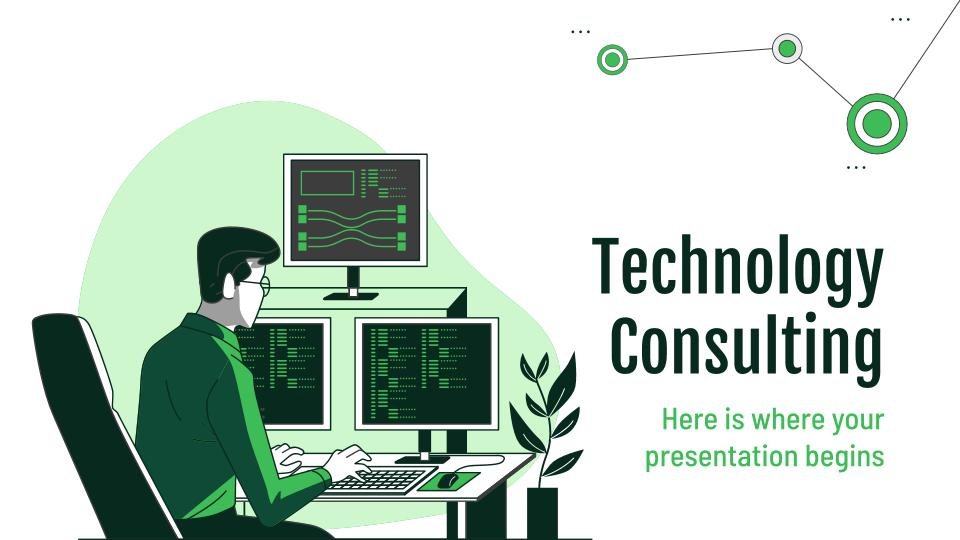 Technology
Consulting
Here is where your
presentation begins